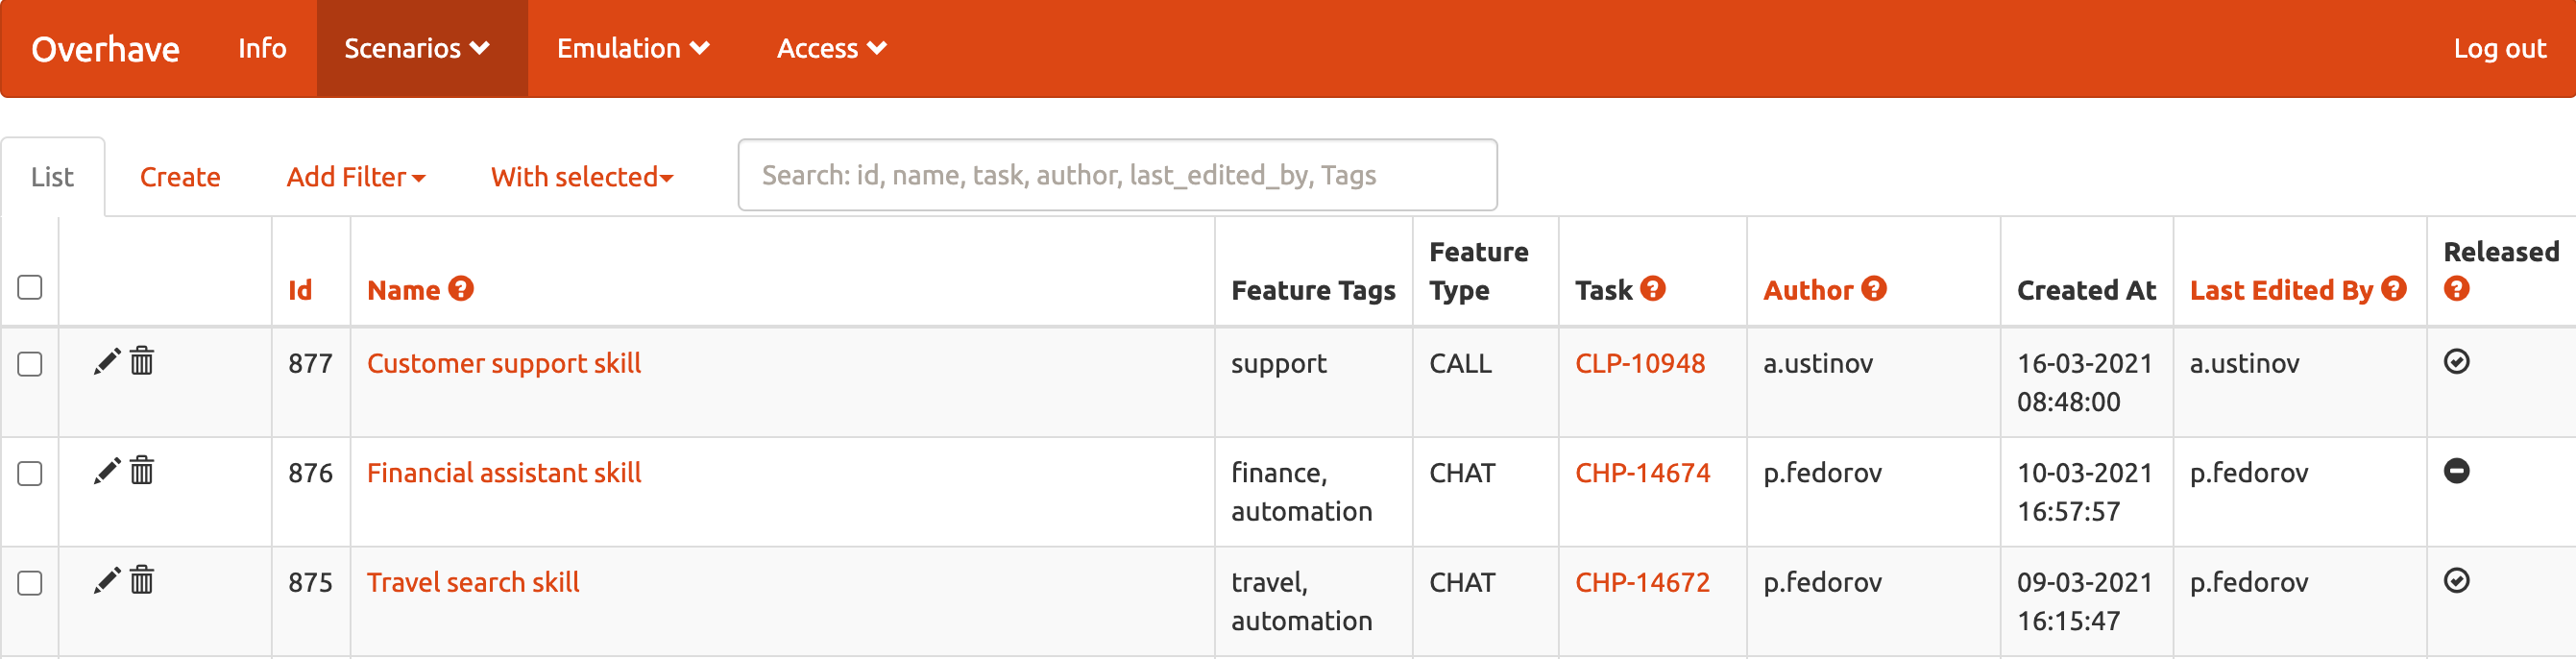 Overhave Info Scenarios Emulation Access Log out
List Create Add Filter With selected Search: id, name, task, author, last_edited_by, Tags
Id Name Feature Tags Feature Type Task Author Created At Last Edited By Released
877 Customer support skill support CALL CLP-10948 a.ustinov 16-03-2021 a.ustinov
08:48:00
876 Financial assistant skill finance, CHAT CHP-14674 p.fedorov 10-03-2021 p.fedorov
automation 16:57:57
875 Travel search skill travel, CHAT CHP-14672 p.fedorov 09-03-2021 p.fedorov
automation 16:15:47